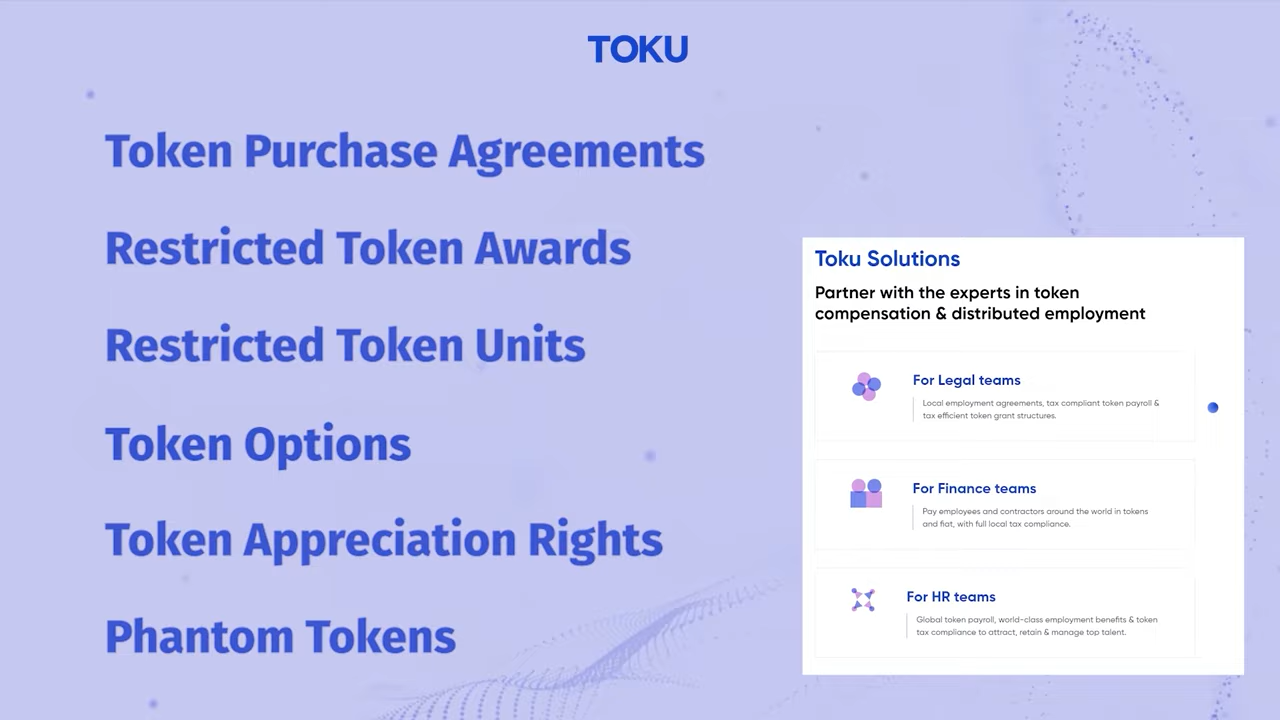 TOKU
Token Purchase Agreements
Restricted Token Awards
Restricted Token Units
Token Options
Token Appreciation Rights
Phantom Tokens
Toku Solutions
Partner with the experts in token
compensation & distributed employment
For Legal teams
Local employment agreements, tax compliant token payroll &
tax efficient token grant structures.
For Finance teams
Pay employees and contractors around the world in tokens
and fiat, with full local tax compliance.
For HR teams
Global token payroll, world-class employment benefits & token
tax compliance to attract, retain & manage top talent.